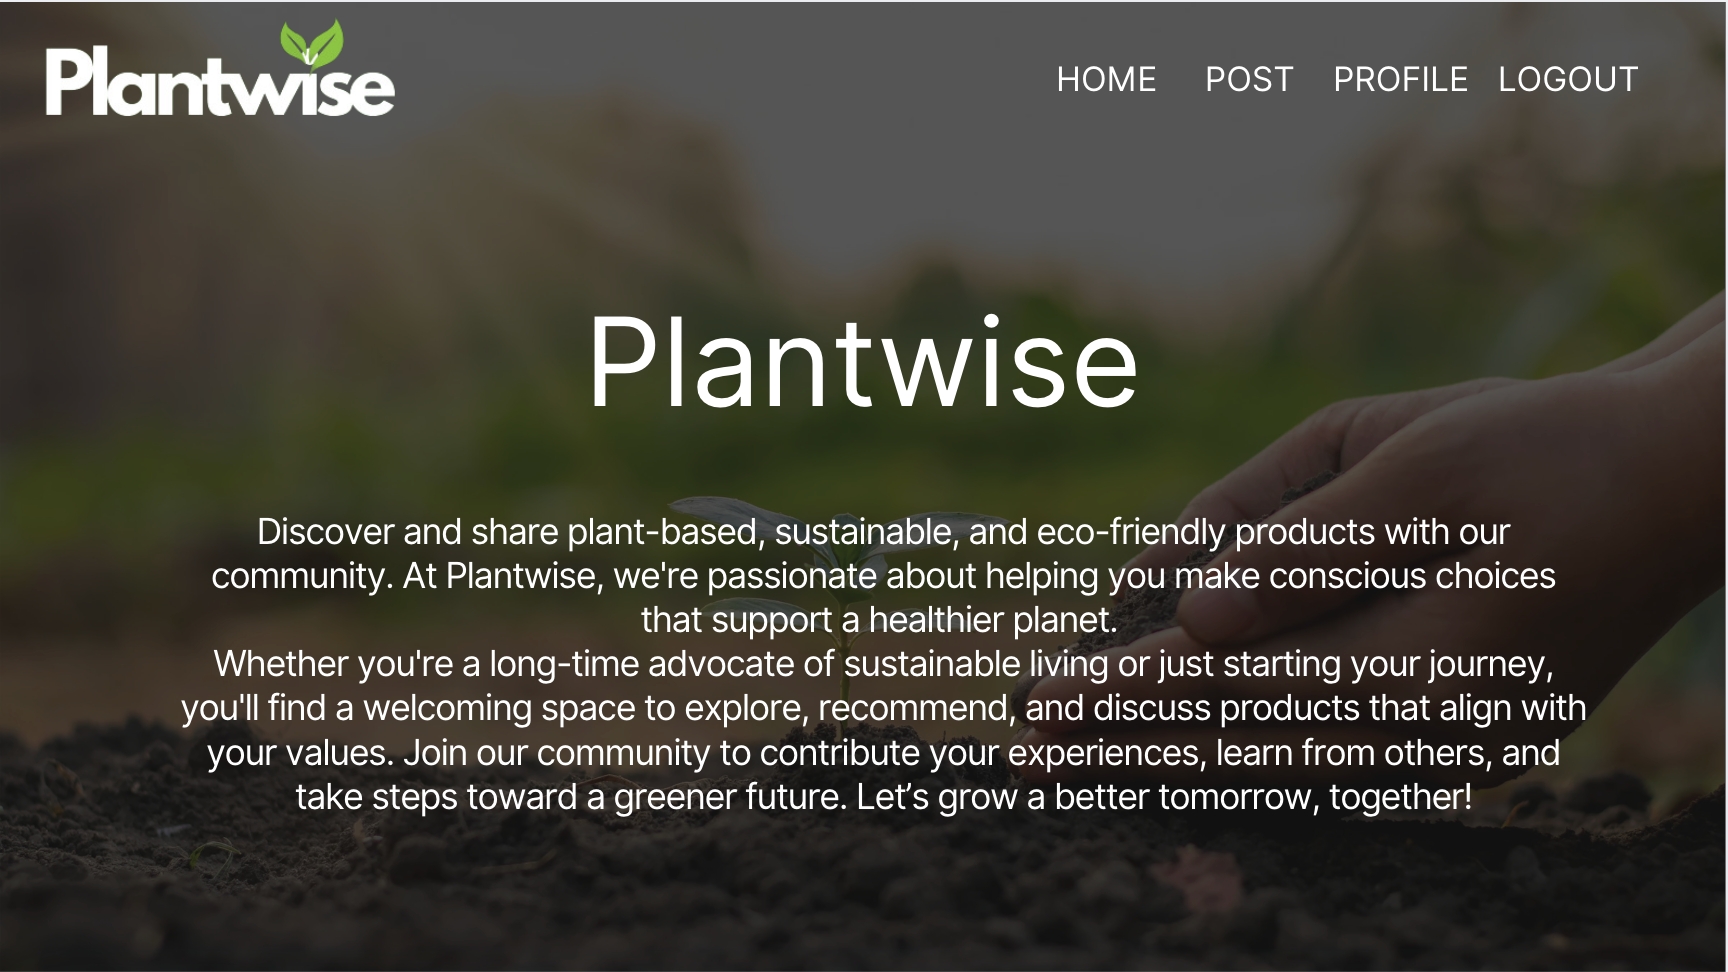 Plantwise
HOME POST PROFILE LOGOUT
Plantwise
Discover and share plant-based, sustainable, and eco-friendly products with our
community. At Plantwise, we're passionate about helping you make conscious choices
that support a healthier planet.
Whether you're a long-time advocate of sustainable living or just starting your journey,
you'll find a welcoming space to explore, recommend, and discuss products that align with
your values. Join our community to contribute your experiences, learn from others, and
take steps toward a greener future. Let’s grow a better tomorrow, together!